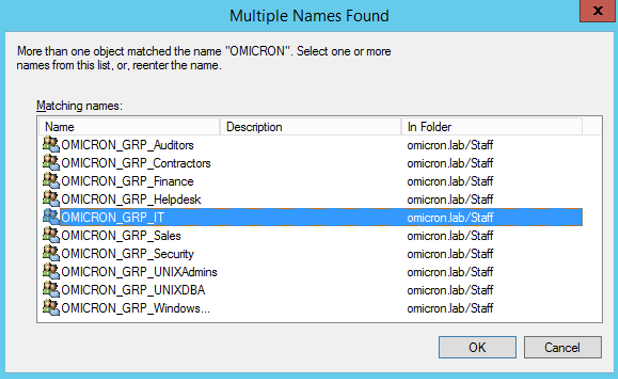 Multiple Names Found
x
More than one object matched the name "OMICRON". Select one or more
names from this list, or, reenter the name.
Matching names:
Name Description In Folder
OMICRON_GRP_Auditors omicron.lab/Staff
OMICRON_GRP_Contractors omicron.lab/Staff
OMICRON_GRP_Finance omicron.lab/Staff
OMICRON_GRP_Helpdesk omicron.lab/Staff
OMICRON_GRP_IT omicron.lab/Staff
OMICRON_GRP_Sales omicron.lab/Staff
OMICRON_GRP_Security omicron.lab/Staff
OMICRON_GRP_UNIXAdmins omicron.lab/Staff
OMICRON_GRP_UNIXDBA omicron.lab/Staff
OMICRON_GRP_Windows... omicron.lab/Staff
OK Cancel